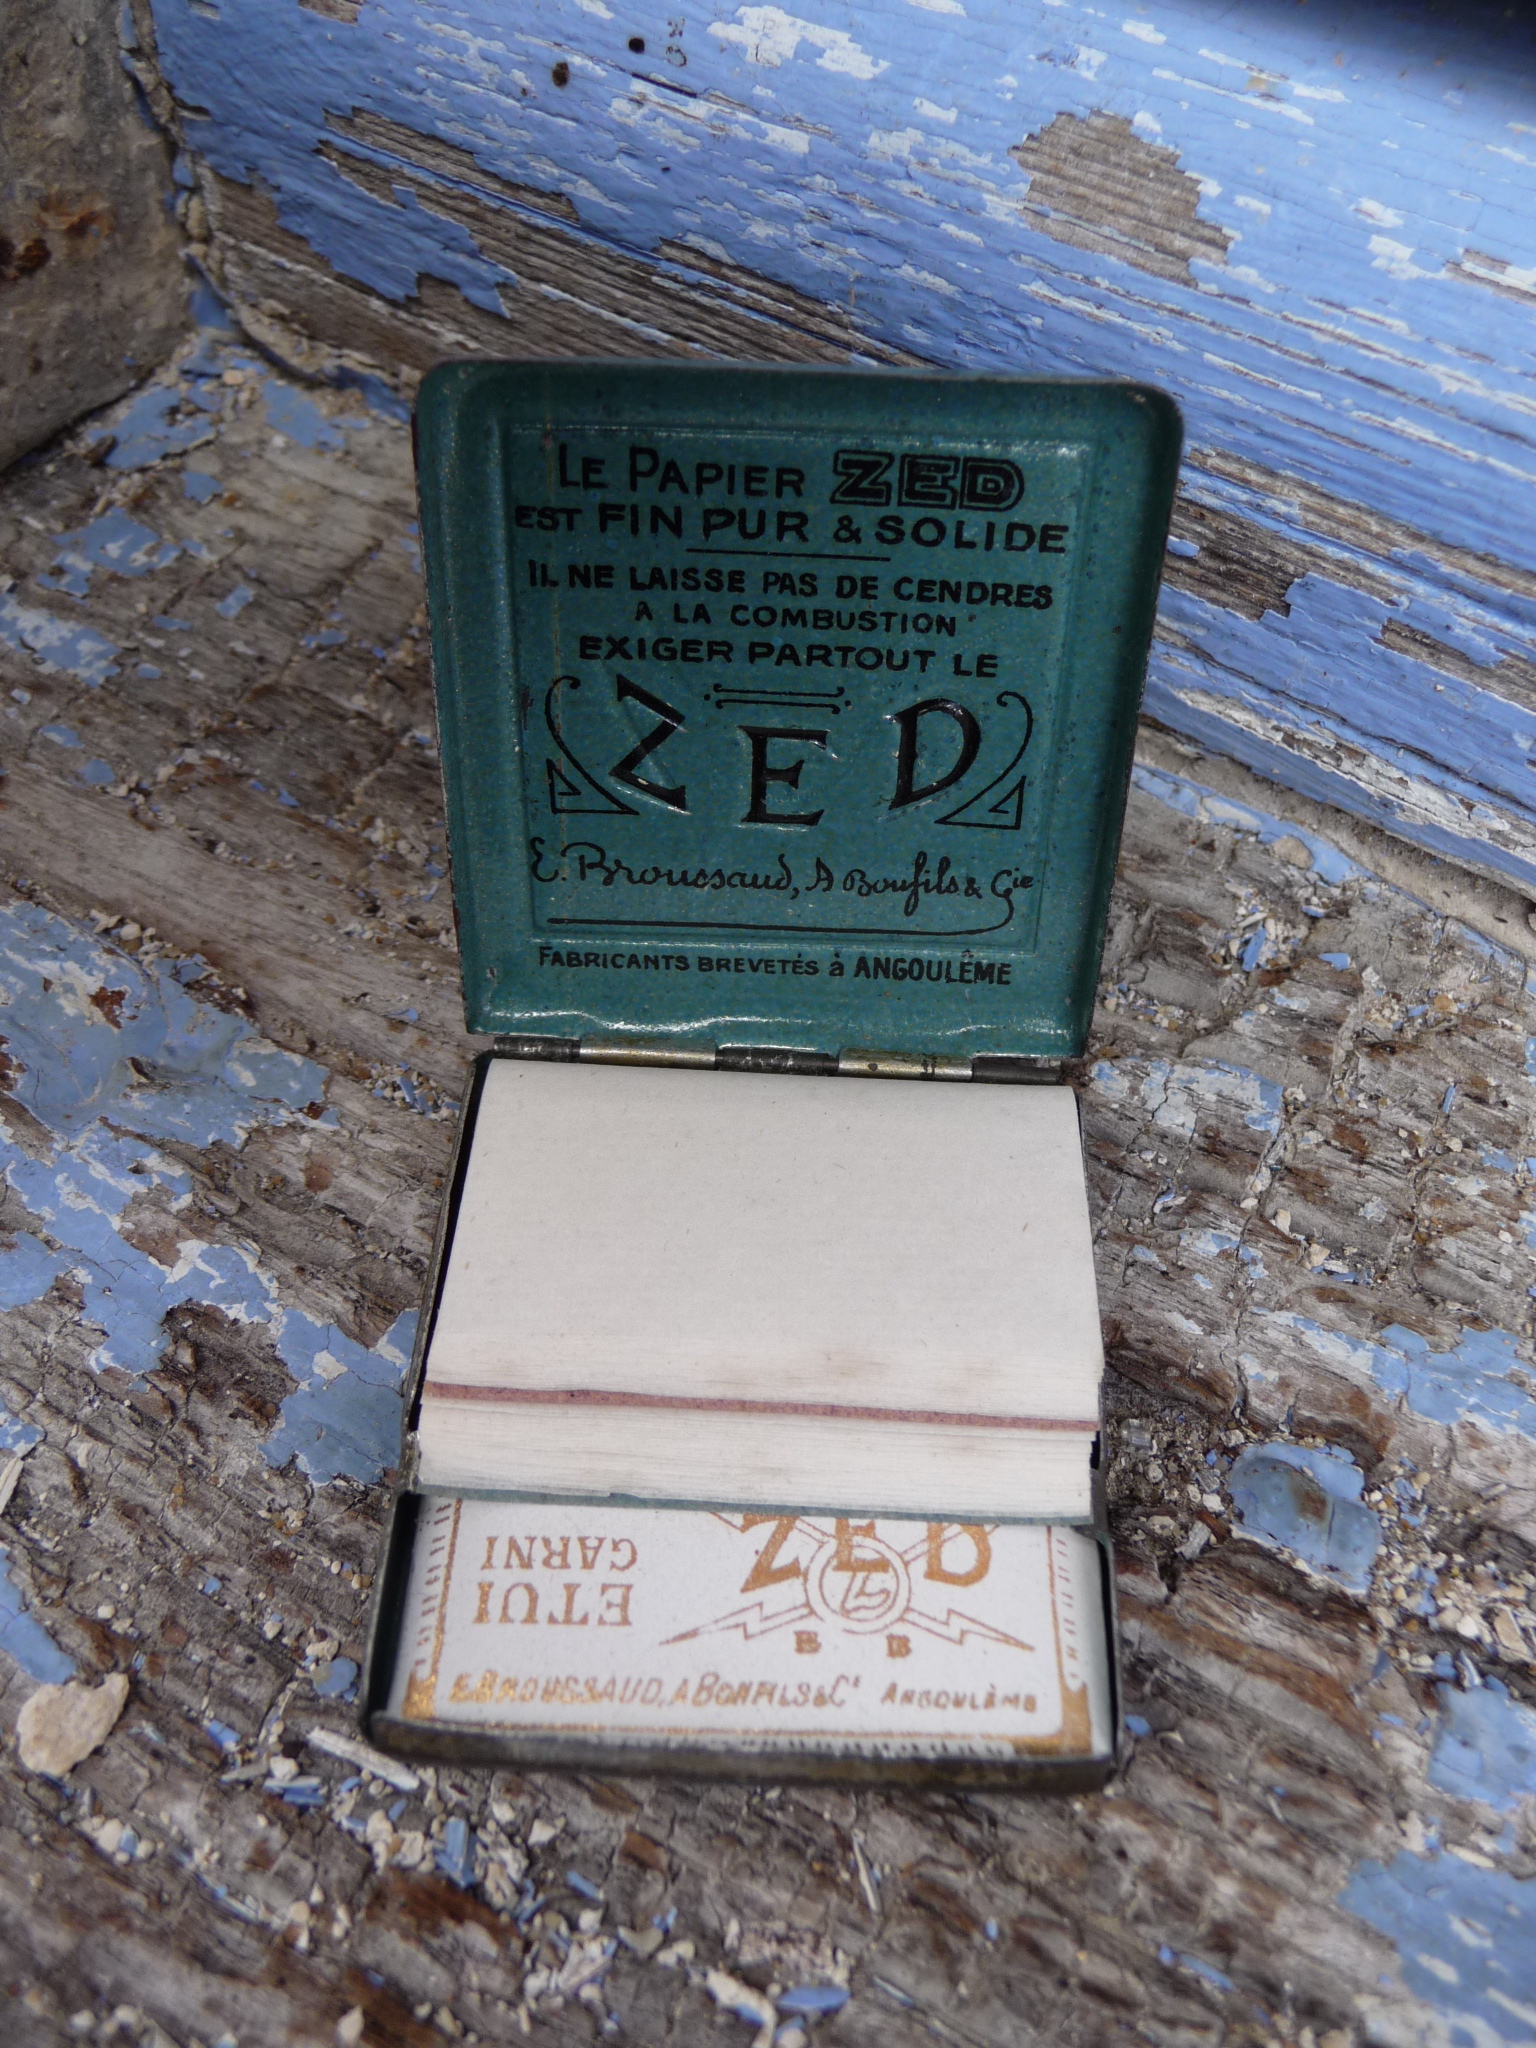 LE PAPIER ZED
EST FIN PUR & SOLIDE
IL NE LAISSE PAS DE CENDRES
A LA COMBUSTION
EXIGER PARTOUT LE
ZED
E. Broussaud, A Bonfils & Cie
FABRICANTS BREVETÉS à ANGOULÊME
ZED
ETUI
GARNI
B B
E. BROUSSAUD, A BONFILS & Cie ANGOULÈME